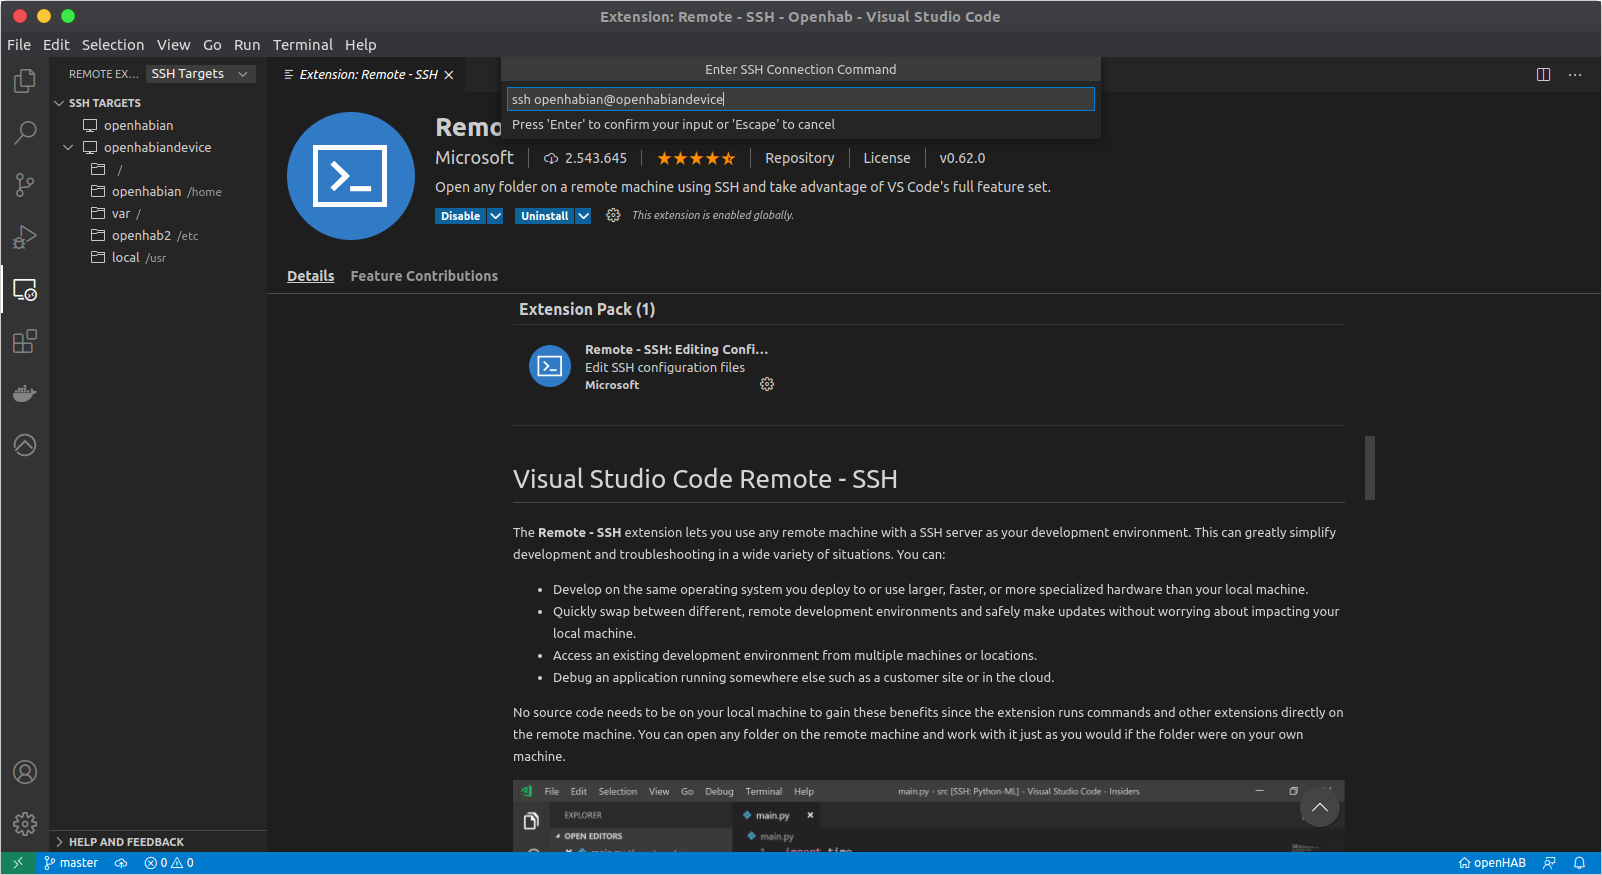 Extension: Remote - SSH - Openhab - Visual Studio Code
File Edit Selection View Go Run Terminal Help
REMOTE EX... SSH Targets
Extension: Remote - SSH
Enter SSH Connection Command
ssh openhabian@openhabiandevice
Press 'Enter' to confirm your input or 'Escape' to cancel
SSH TARGETS
openhabian
openhabiandevice
/
openhabian /home
var /
openhab2 /etc
local /usr
Remo
Microsoft 2.543.645 Repository License v0.62.0
Open any folder on a remote machine using SSH and take advantage of VS Code's full feature set.
Disable Uninstall This extension is enabled globally.
Details Feature Contributions
Extension Pack (1)
Remote - SSH: Editing Confi...
Edit SSH configuration files
Microsoft
Visual Studio Code Remote - SSH
The Remote - SSH extension lets you use any remote machine with a SSH server as your development environment. This can greatly simplify
development and troubleshooting in a wide variety of situations. You can:
• Develop on the same operating system you deploy to or use larger, faster, or more specialized hardware than your local machine.
• Quickly swap between different, remote development environments and safely make updates without worrying about impacting your
local machine.
• Access an existing development environment from multiple machines or locations.
• Debug an application running somewhere else such as a customer site or in the cloud.
No source code needs to be on your local machine to gain these benefits since the extension runs commands and other extensions directly on
the remote machine. You can open any folder on the remote machine and work with it just as you would if the folder were on your own
machine.
File Edit Selection View Go Debug Terminal Help main.py - src [SSH: Python-ML] - Visual Studio Code - Insiders
EXPLORER main.py
OPEN EDITORS main.py
1 import time
HELP AND FEEDBACK
master 0 0 openHAB